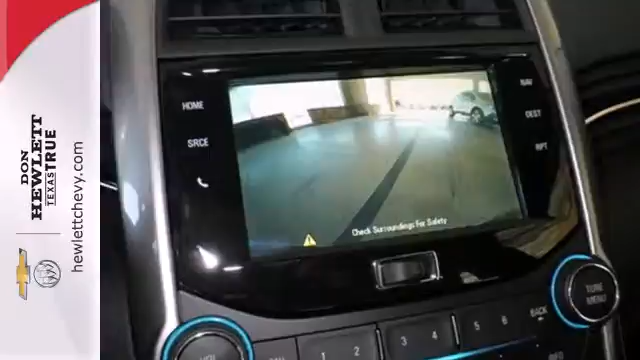 DON
HEWLETT
TEXAS TRUE
hewlettchevy.com
HOME
SRCE
NAV
DEST
RPT
Check Surroundings For Safety
VOL
1
2
3
4
5
6
BACK
TUNE
MENU